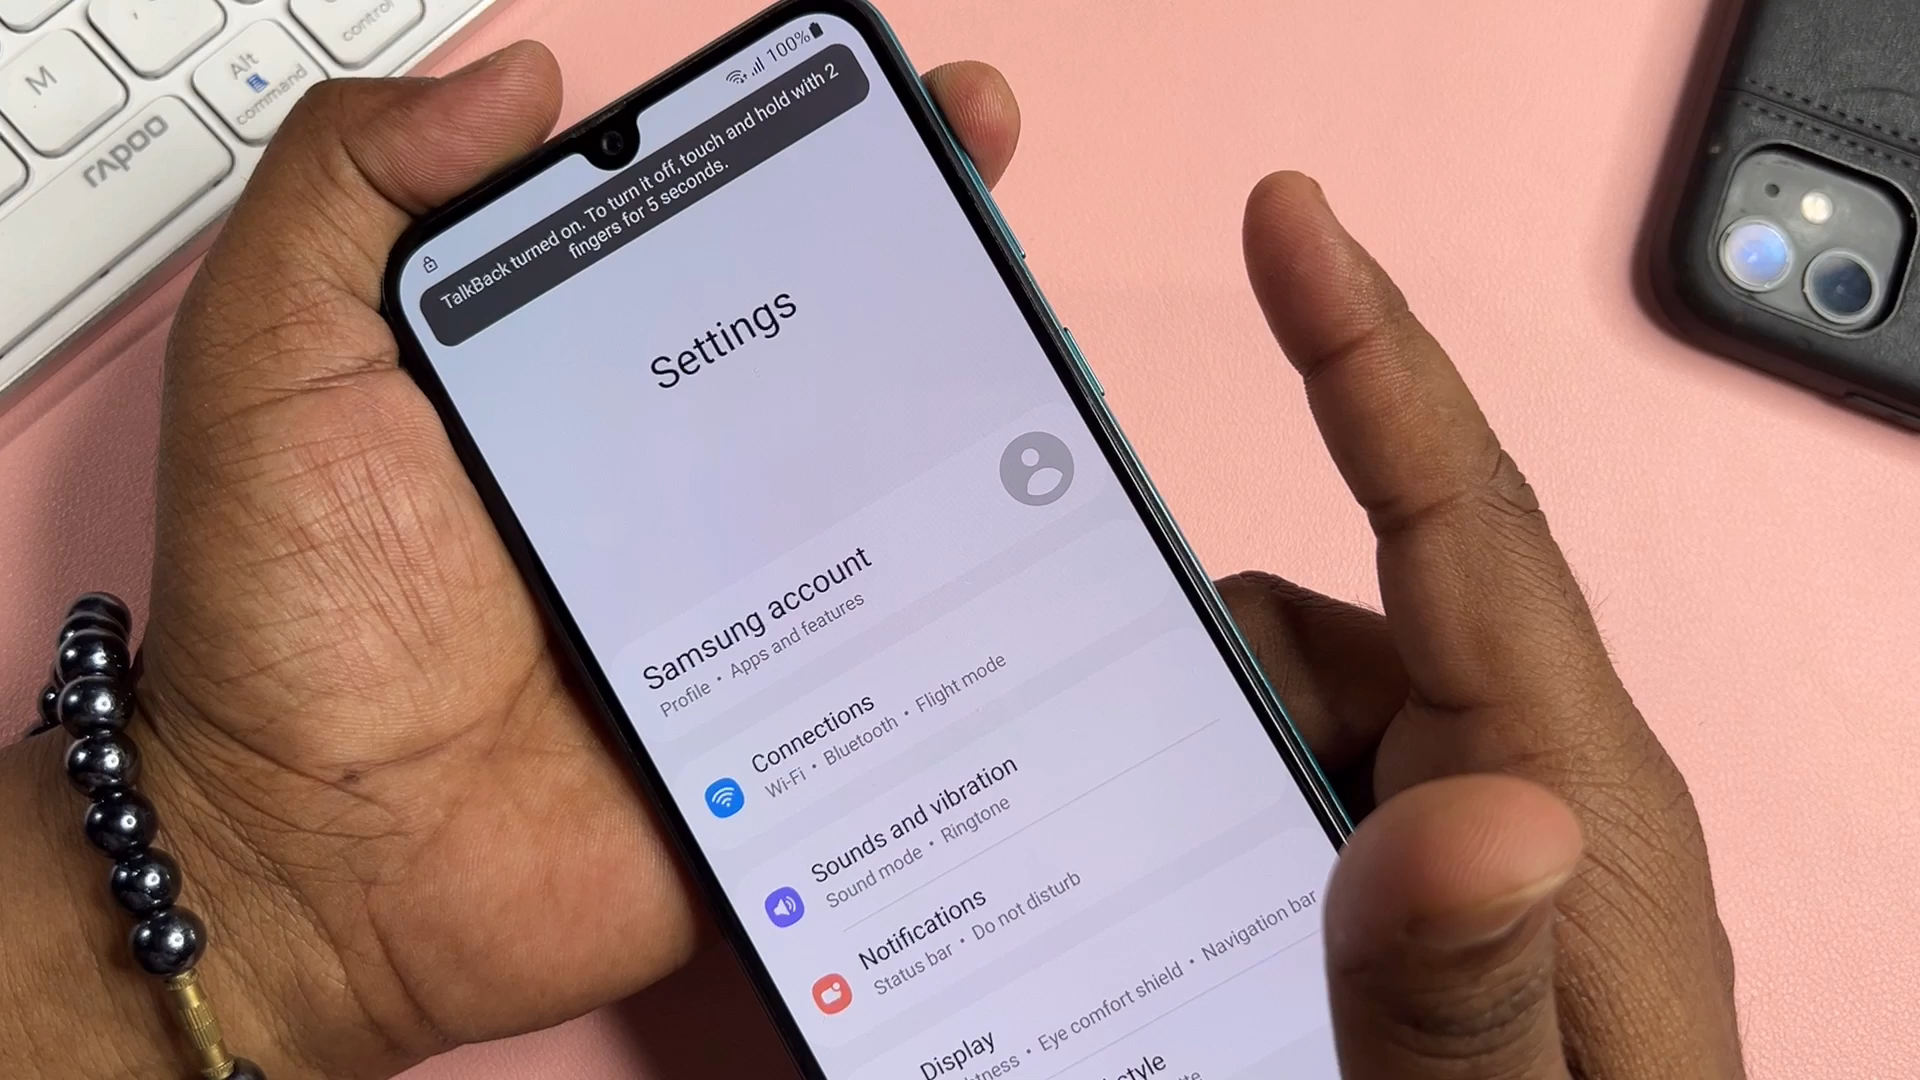 M
Alt
command
control
rapoo
100%
TalkBack turned on. To turn it off, touch and hold with 2
fingers for 5 seconds.
Settings
Samsung account
Profile • Apps and features
Connections
Wi-Fi • Bluetooth • Flight mode
Sounds and vibration
Sound mode • Ringtone
Notifications
Status bar • Do not disturb
Display
• Eye comfort shield • Navigation bar